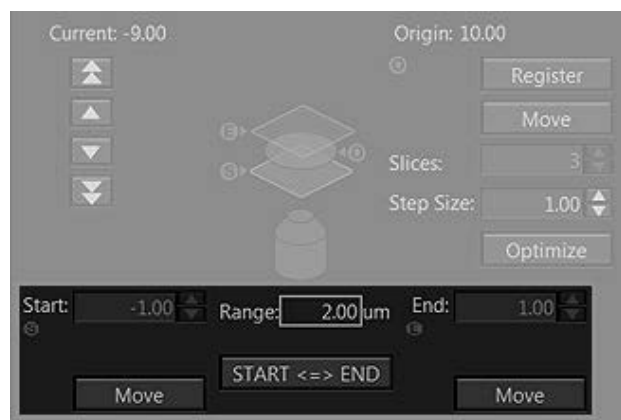 Current: -9.00
Origin: 10.00
Register
Move
E
S
Slices: 3
Step Size: 1.00
Optimize
Start: -1.00
Range: 2.00 um
End: 1.00
S
E
START <=> END
Move
Move